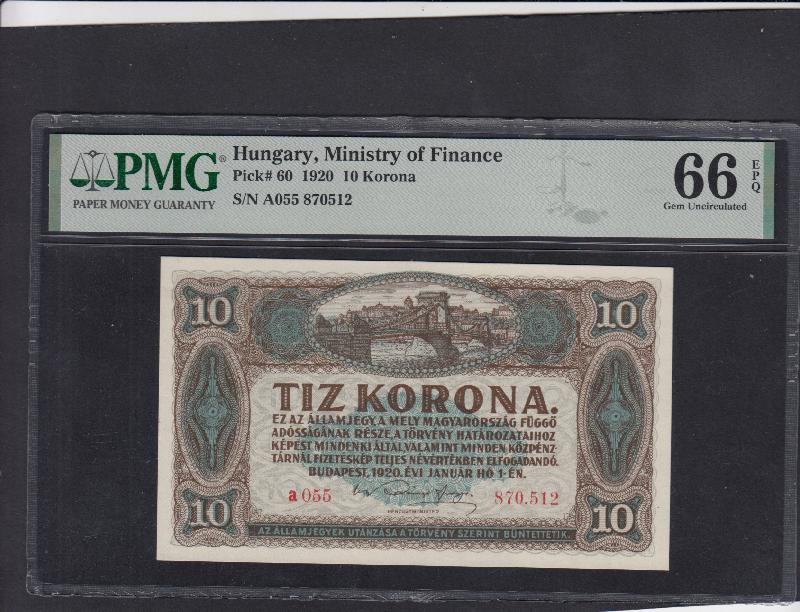 PMG®
PAPER MONEY GUARANTY
Hungary, Ministry of Finance
Pick# 60 1920 10 Korona
S/N A055 870512
66 EPQ
Gem Uncirculated
10 10
TIZ KORONA.
EZ AZ ÁLLAMJEGY, A MELY MAGYARORSZÁG FÜGGŐ
ADÓSSÁGÁNAK RÉSZE, A TÖRVÉNY HATÁROZATAIHOZ
KÉPEST MINDENKI ÁLTAL, VALAMINT MINDEN KÖZPÉNZ-
TÁRNÁL FIZETÉSKÉP TELJES NÉVÉRTÉKBEN ELFOGADANDÓ.
BUDAPEST, 1920. ÉVI JANUÁR HÓ 1-ÉN.
a 055 870.512
PÉNZÜGYMINISZTER
10 10
AZ ÁLLAMJEGYEK UTÁNZÁSA A TÖRVÉNY SZERINT BÜNTETTETIK.